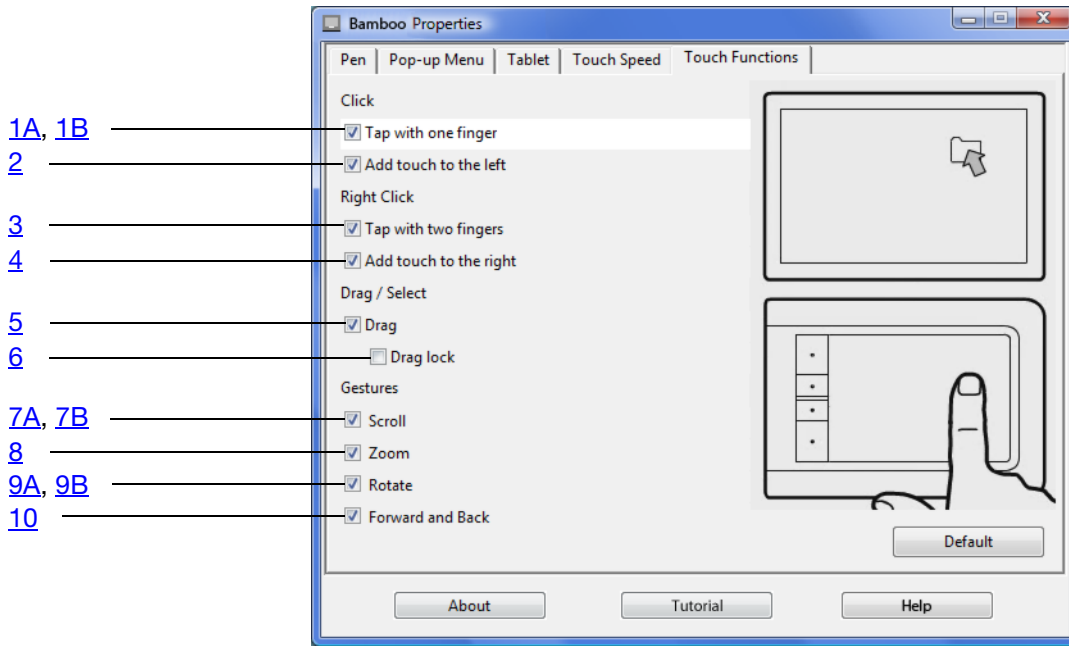 Bamboo Properties
Pen Pop-up Menu Tablet Touch Speed Touch Functions
Click
1A, 1B Tap with one finger
2 Add touch to the left
Right Click
3 Tap with two fingers
4 Add touch to the right
Drag / Select
5 Drag
6 Drag lock
Gestures
7A, 7B Scroll
8 Zoom
9A, 9B Rotate
10 Forward and Back
Default
About Tutorial Help